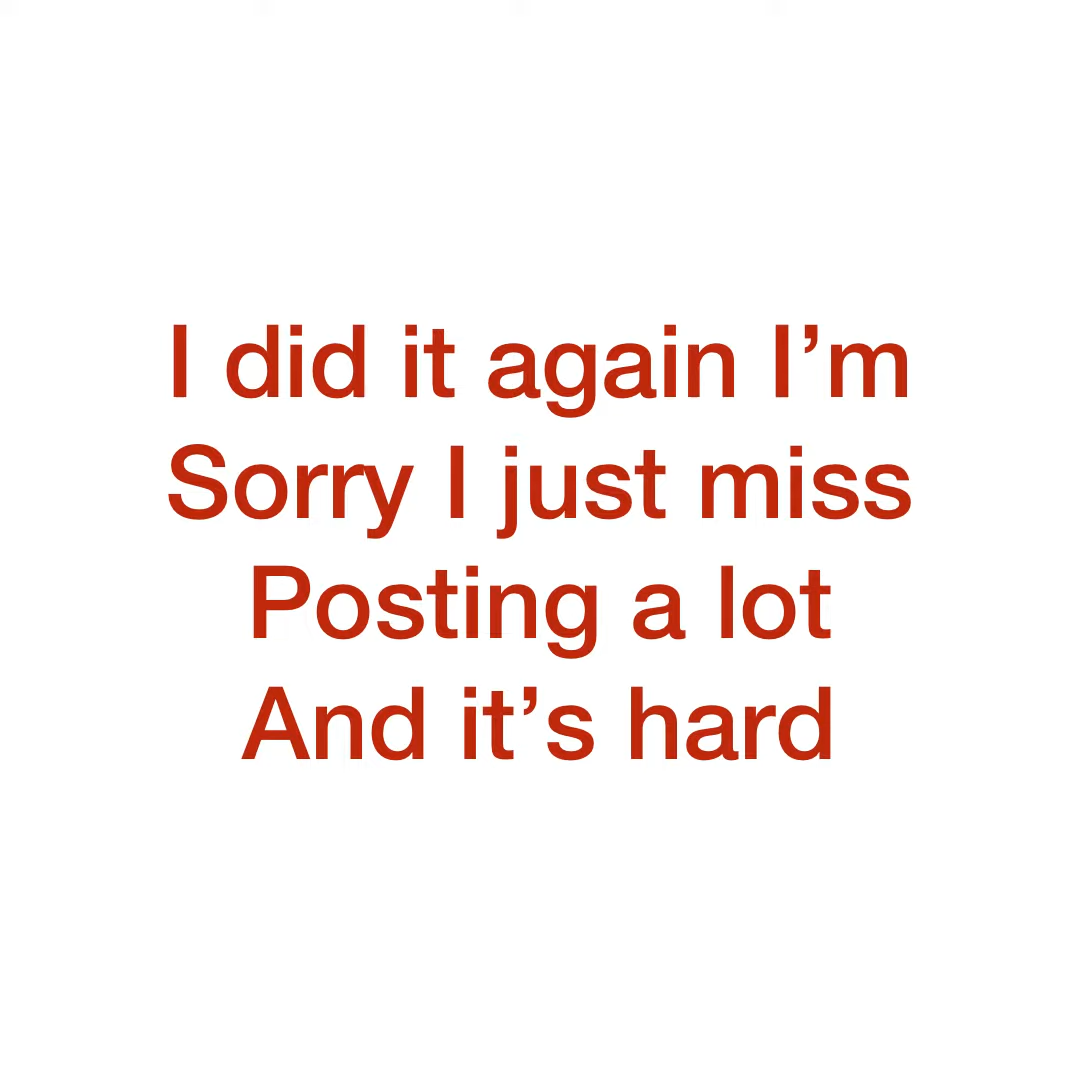 I did it again I’m
Sorry I just miss
Posting a lot
And it’s hard